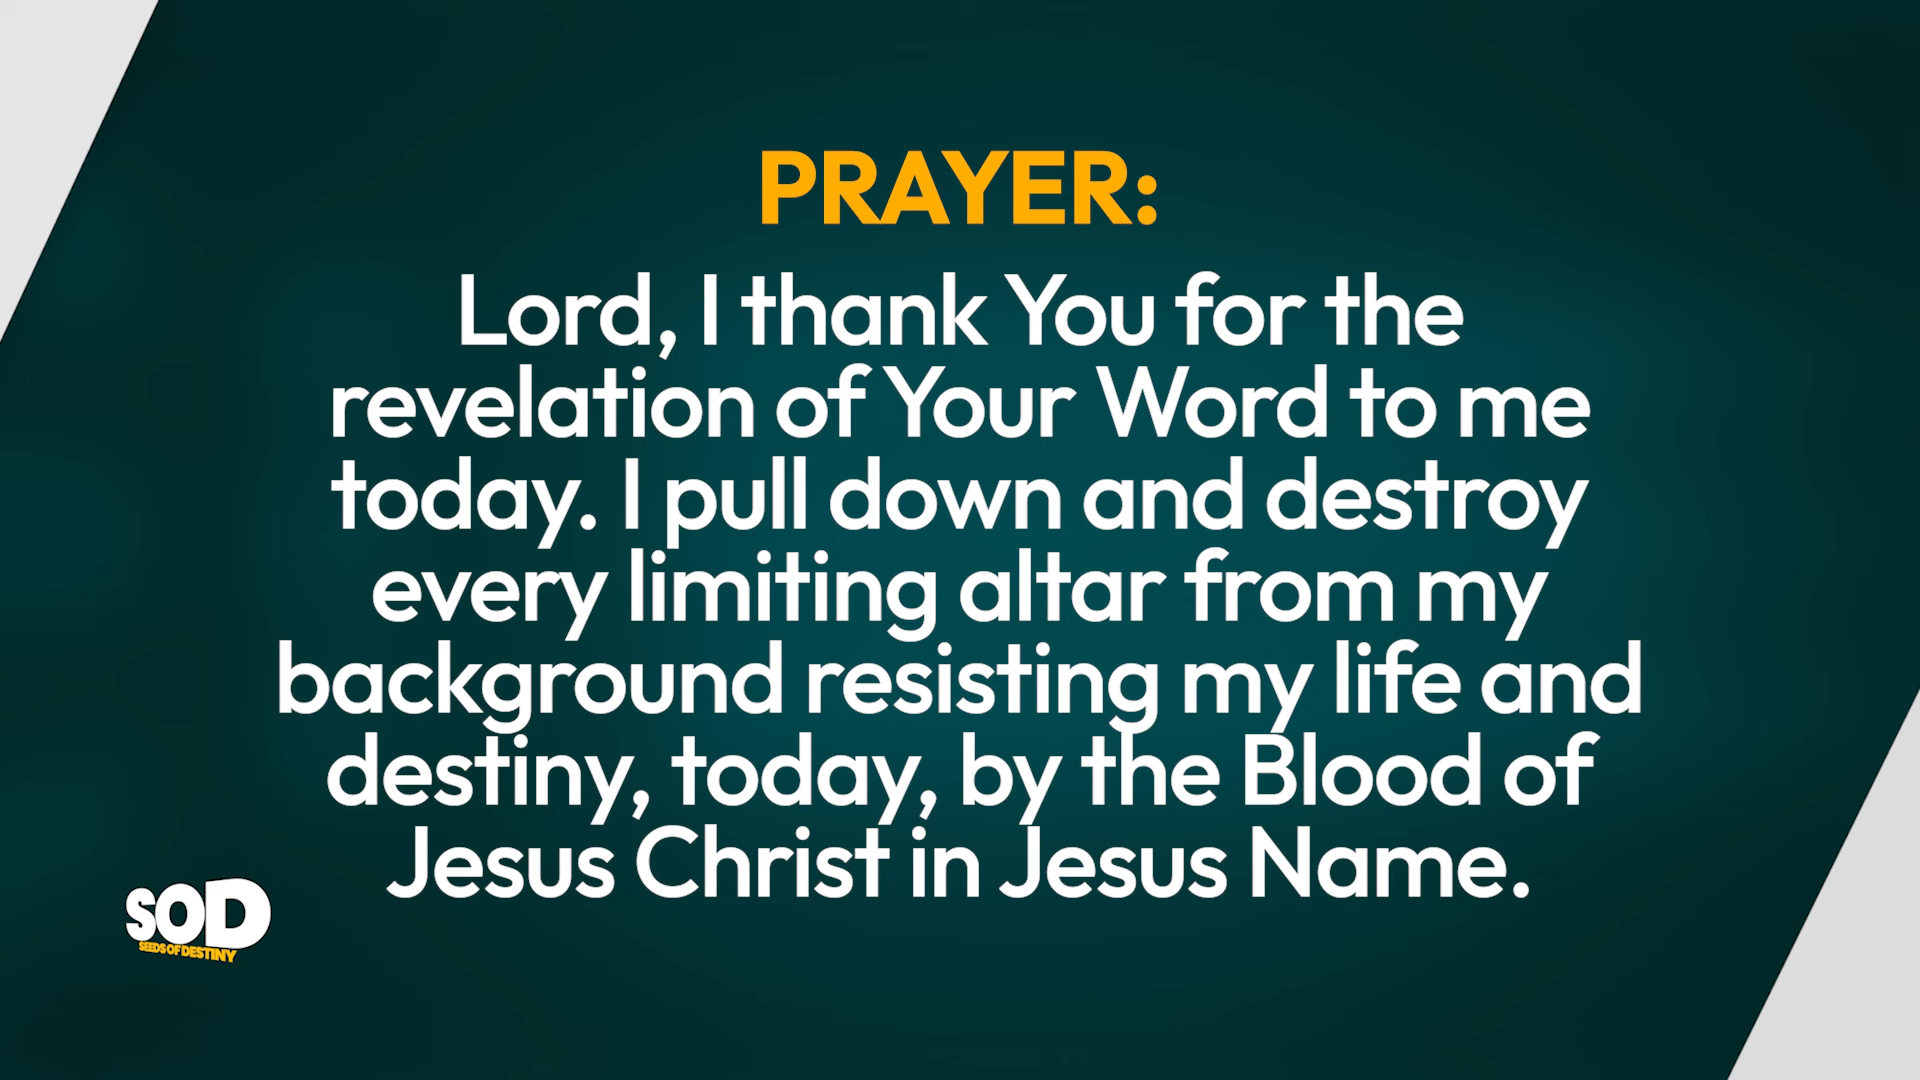 PRAYER:
Lord, I thank You for the
revelation of Your Word to me
today. I pull down and destroy
every limiting altar from my
background resisting my life and
destiny, today, by the Blood of
Jesus Christ in Jesus Name.
SOD
SEEDS OF DESTINY